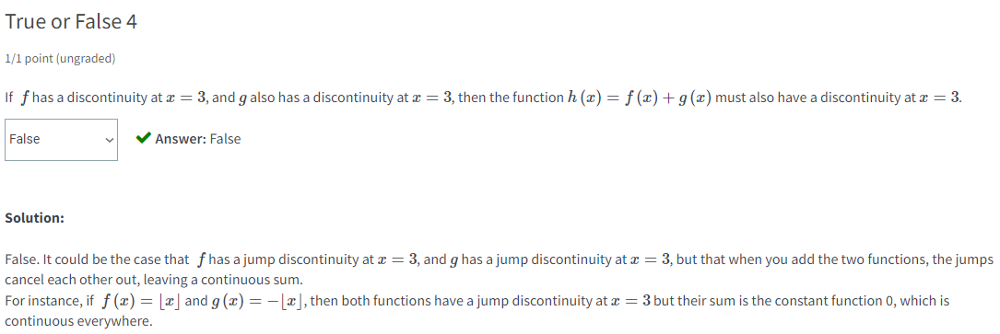 True or False 4
1/1 point (ungraded)
If f has a discontinuity at x = 3, and g also has a discontinuity at x = 3, then the function h (x) = f (x) + g (x) must also have a discontinuity at x = 3.
False ✔ Answer: False
Solution:
False. It could be the case that f has a jump discontinuity at x = 3, and g has a jump discontinuity at x = 3, but that when you add the two functions, the jumps
cancel each other out, leaving a continuous sum.
For instance, if f (x) = ⌊x⌋ and g (x) = −⌊x⌋, then both functions have a jump discontinuity at x = 3 but their sum is the constant function 0, which is
continuous everywhere.